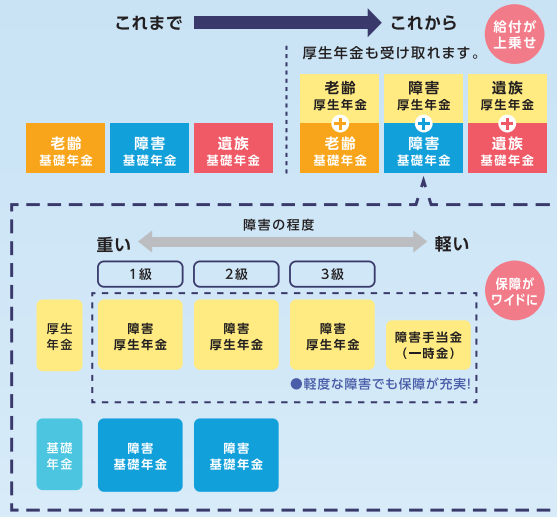 これまで
これから
給付が
上乗せ
厚生年金も受け取れます。
老齢
厚生年金
障害
厚生年金
遺族
厚生年金
老齢
基礎年金
障害
基礎年金
遺族
基礎年金
老齢
基礎年金
障害
基礎年金
遺族
基礎年金
障害の程度
重い
軽い
1級
2級
3級
保障が
ワイドに
厚生
年金
障害
厚生年金
障害
厚生年金
障害
厚生年金
障害手当金
(一時金)
●軽度な障害でも保障が充実!
基礎
年金
障害
基礎年金
障害
基礎年金